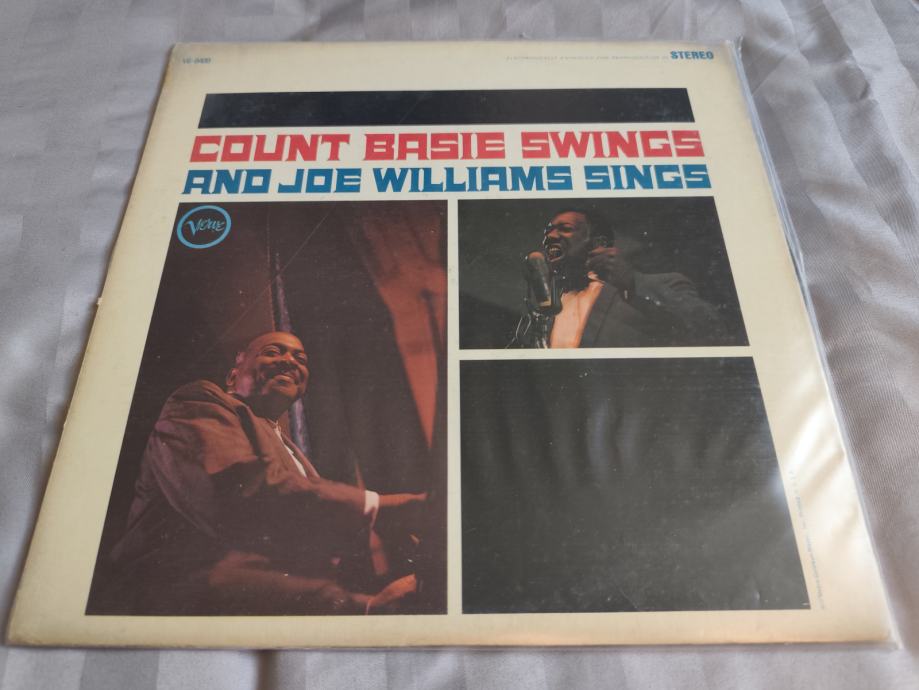 STEREO
COUNT BASIE SWINGS
AND JOE WILLIAMS SINGS
Verve